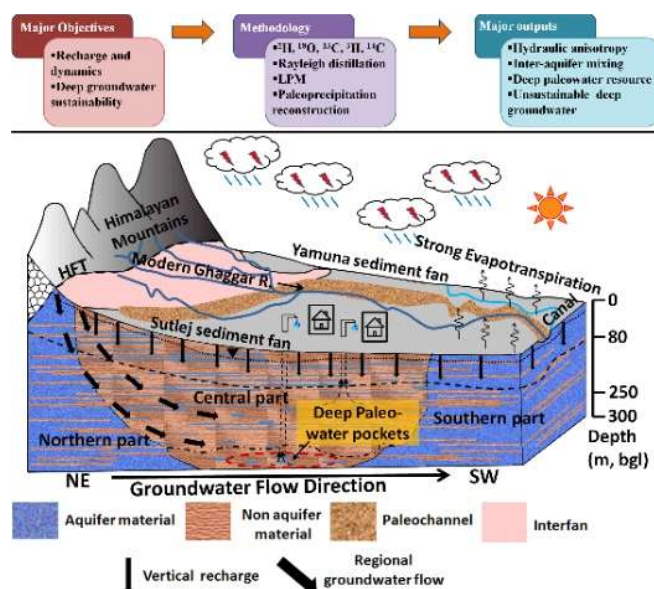 Major Objectives
▪Recharge and
dynamics
▪Deep groundwater
sustainability
Methodology
▪²H, ¹⁸O, ¹³C, ³H, ¹⁴C
▪Rayleigh distillation
▪LPM
▪Paleoprecipitation
reconstruction
Major outputs
▪Hydraulic anisotropy
▪Inter-aquifer mixing
▪Deep paleowater resource
▪Unsustainable deep
groundwater
Himalayan
Mountains
HFT
Modern Ghaggar R.
Yamuna sediment fan
Strong Evapotranspiration
Canal
Sutlej sediment fan
0
80
250
300
Depth
(m, bgl)
Central part
Northern part
Southern part
Deep Paleo-
water pockets
NE
SW
Groundwater Flow Direction
Aquifer material
Non aquifer
material
Paleochannel
Interfan
Vertical recharge
Regional
groundwater flow